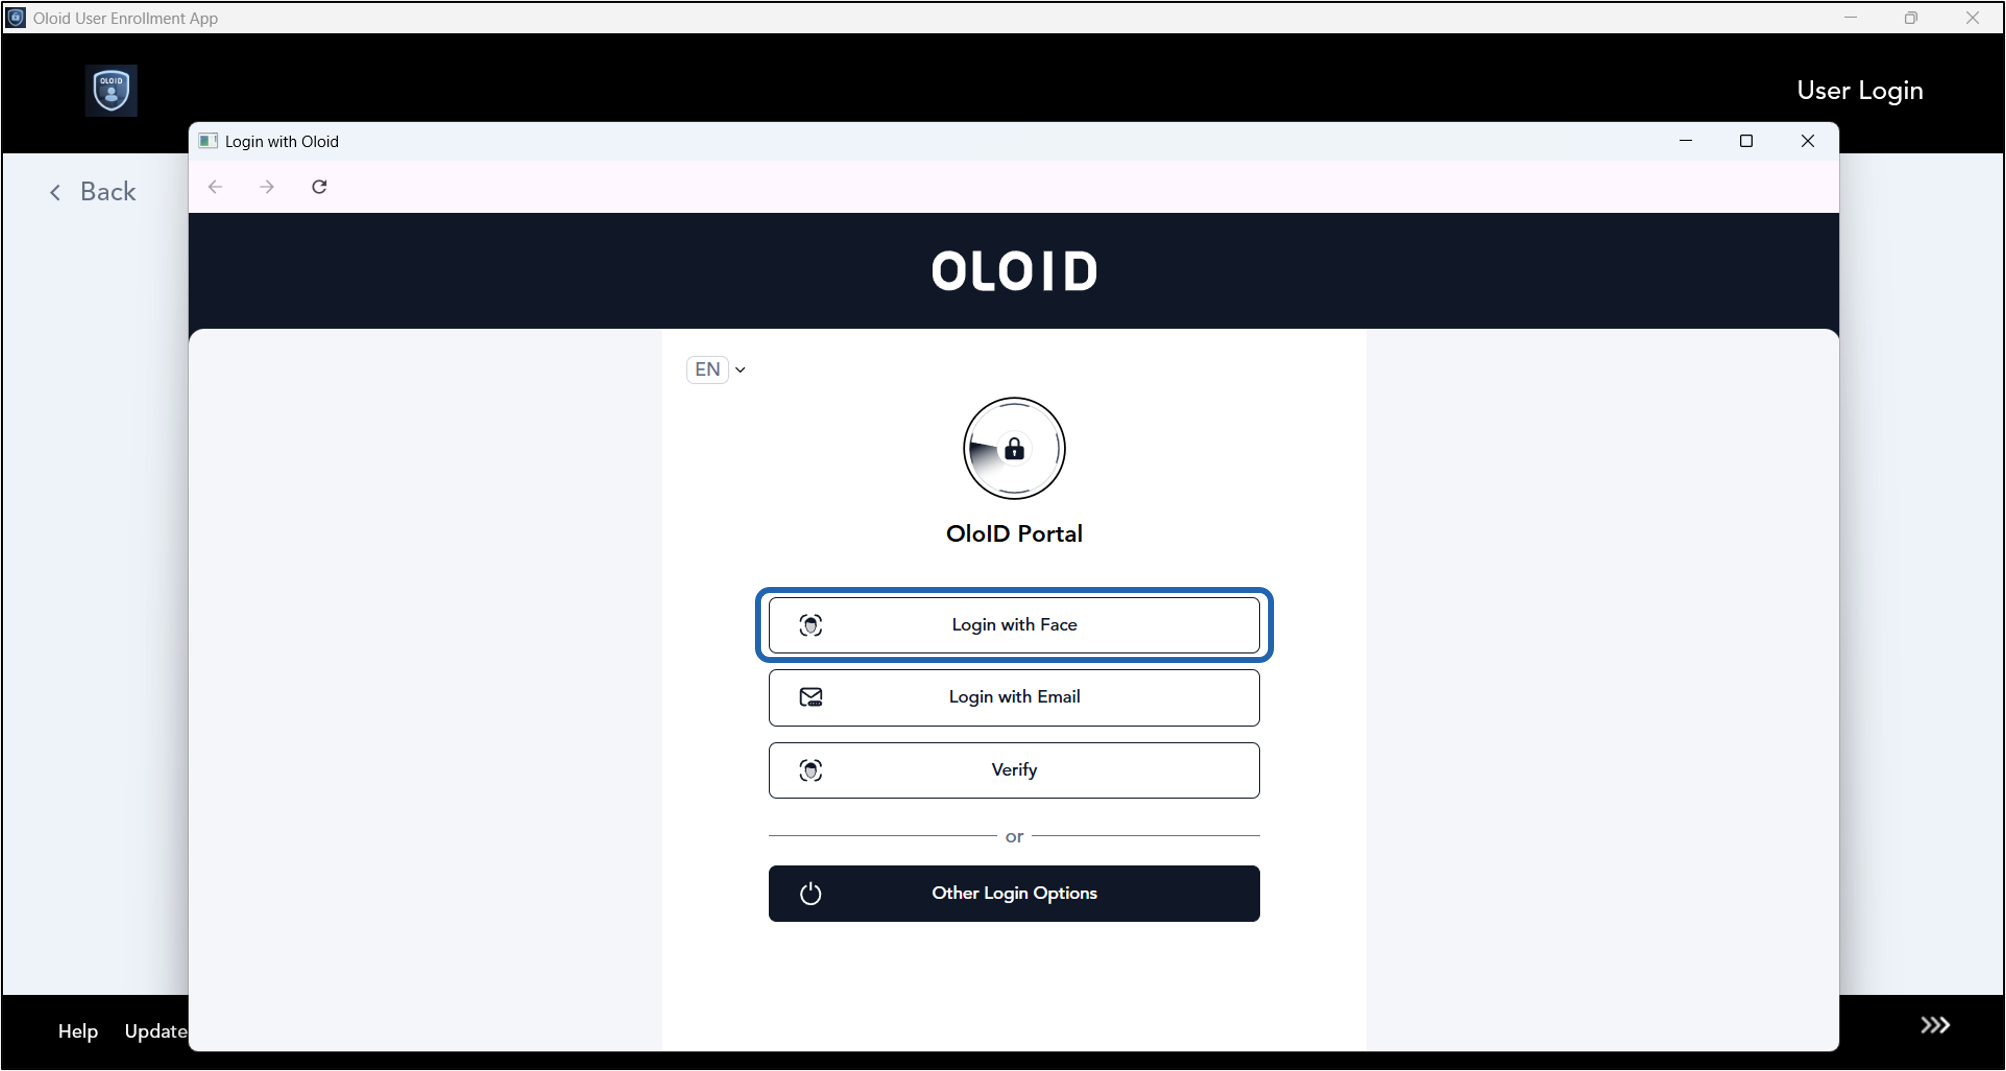 Oloid User Enrollment App
OLOID
User Login
Login with Oloid
Back
OLOID
EN
OloID Portal
Login with Face
Login with Email
Verify
or
Other Login Options
Help Update